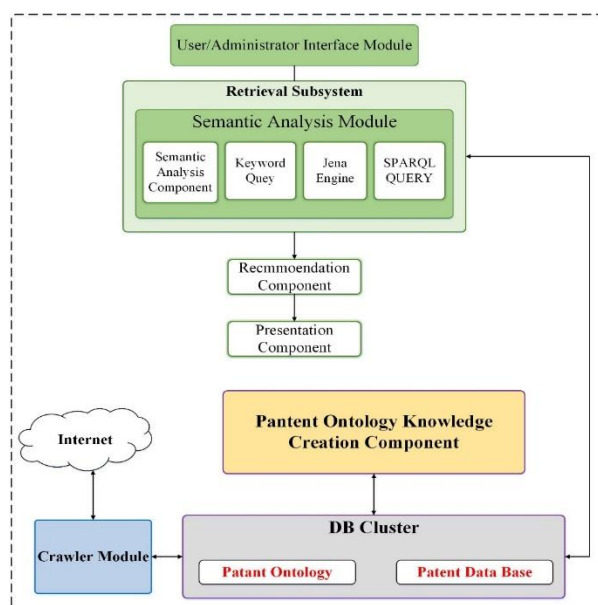 User/Administrator Interface Module
Retrieval Subsystem
Semantic Analysis Module
Semantic
Analysis
Component
Keyword
Quey
Jena
Engine
SPARQL
QUERY
Recmmoendation
Component
Presentation
Component
Internet
Pantent Ontology Knowledge
Creation Component
Crawler Module
DB Cluster
Patant Ontology
Patent Data Base